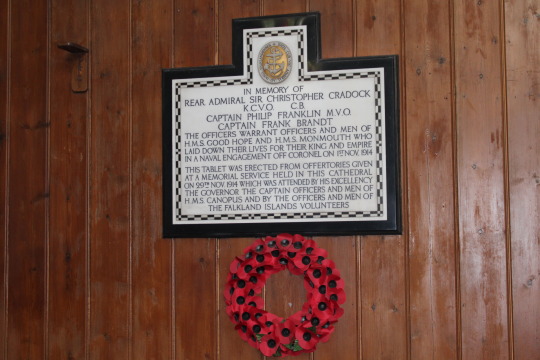 IN MEMORY OF
REAR ADMIRAL SIR CHRISTOPHER CRADOCK
K.C.V.O. C.B.
CAPTAIN PHILIP FRANKLIN M.V.O.
CAPTAIN FRANK BRANDT
THE OFFICERS WARRANT OFFICERS AND MEN OF
H.M.S. GOOD HOPE AND H.M.S. MONMOUTH WHO
LAID DOWN THEIR LIVES FOR THEIR KING AND EMPIRE
IN A NAVAL ENGAGEMENT OFF CORONEL ON 1ST NOV. 1914
THIS TABLET WAS ERECTED FROM OFFERTORIES GIVEN
AT A MEMORIAL SERVICE HELD IN THIS CATHEDRAL
ON 29TH NOV. 1914 WHICH WAS ATTENDED BY HIS EXCELLENCY
THE GOVERNOR THE CAPTAIN OFFICERS AND MEN OF
H.M.S. CANOPUS AND BY THE OFFICERS AND MEN OF
THE FALKLAND ISLANDS VOLUNTEERS